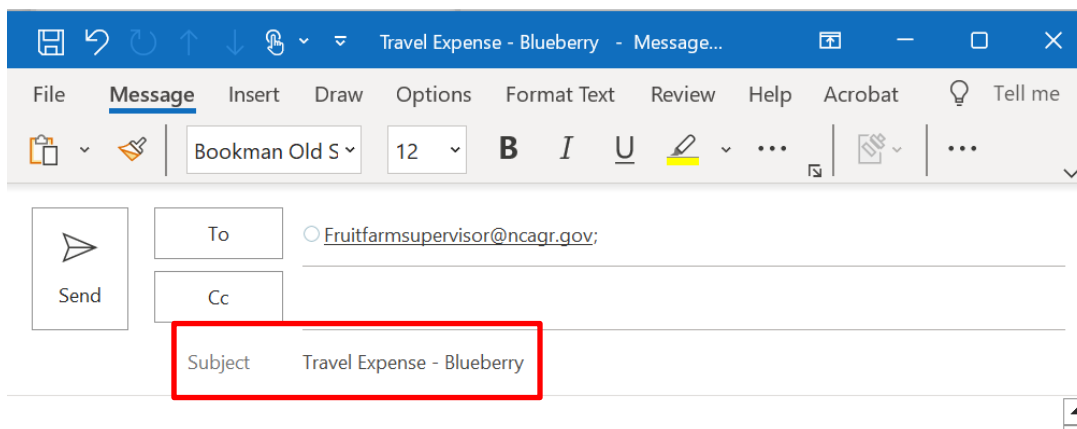 Travel Expense - Blueberry - Message...
File Message Insert Draw Options Format Text Review Help Acrobat Tell me
Bookman Old S 12 B I U ...  ...
Send
To Fruitfarmsupervisor@ncagr.gov;
Cc
Subject Travel Expense - Blueberry